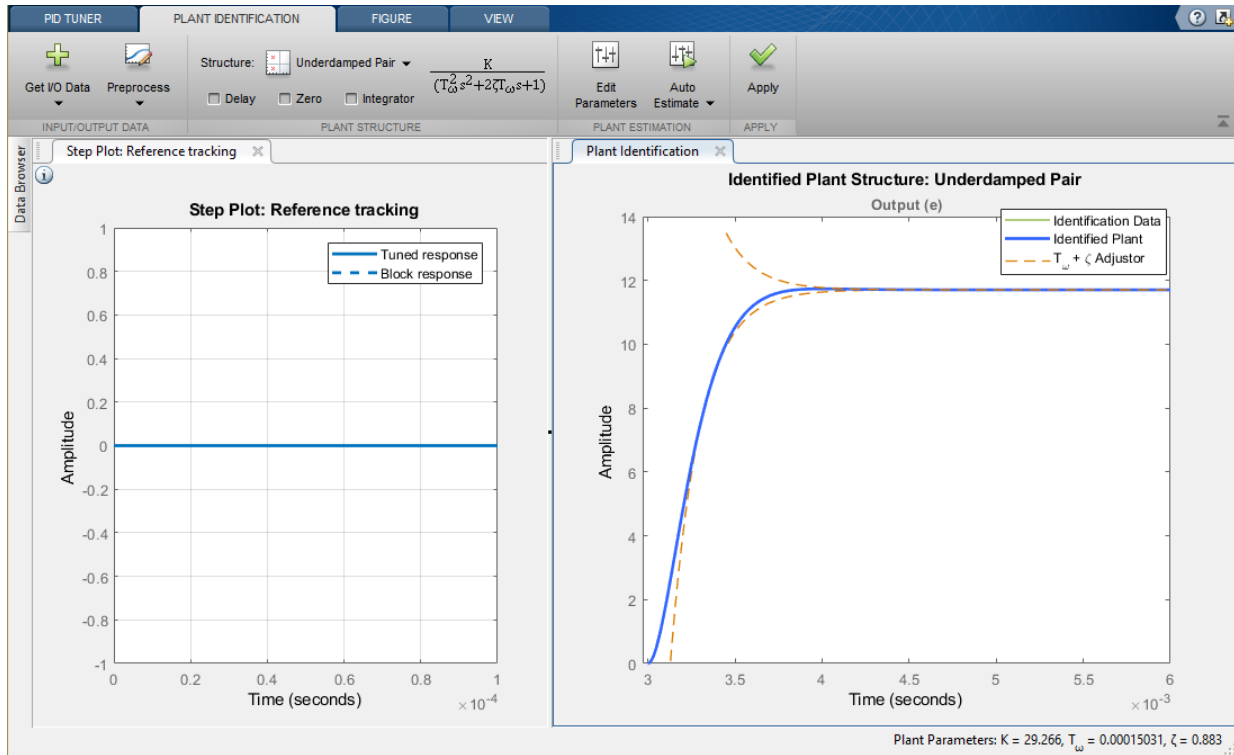 PID TUNER
PLANT IDENTIFICATION
FIGURE
VIEW
?
Get I/O Data
Preprocess
Structure:
Underdamped Pair
Delay
Zero
Integrator
K
(T²ωs²+2ζTωs+1)
Edit
Parameters
Auto
Estimate
Apply
INPUT/OUTPUT DATA
PLANT STRUCTURE
PLANT ESTIMATION
APPLY
Data Browser
Step Plot: Reference tracking
Step Plot: Reference tracking
Tuned response
Block response
1
0.8
0.6
0.4
0.2
0
-0.2
-0.4
-0.6
-0.8
-1
Amplitude
0 0.2 0.4 0.6 0.8 1
Time (seconds)
×10⁻⁴
Plant Identification
Identified Plant Structure: Underdamped Pair
Output (e)
Identification Data
Identified Plant
Tω + ζ Adjustor
14
12
10
8
6
4
2
0
Amplitude
3 3.5 4 4.5 5 5.5 6
Time (seconds)
×10⁻³
Plant Parameters: K = 29.266, Tω = 0.00015031, ζ = 0.883